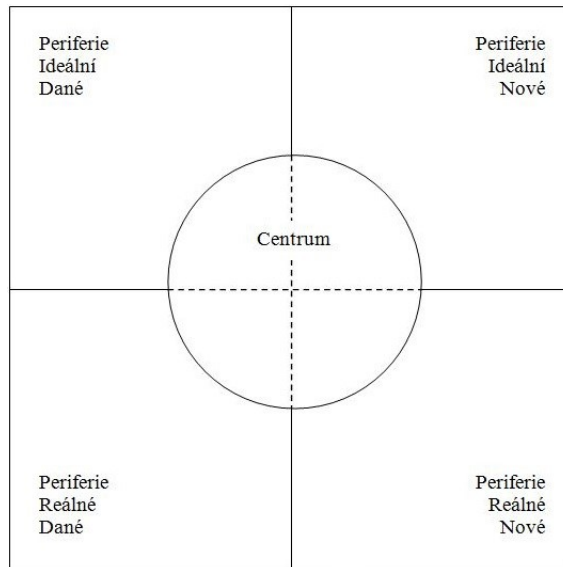 Periferie
Ideální
Dané
Periferie
Ideální
Nové
Centrum
Periferie
Reálné
Dané
Periferie
Reálné
Nové